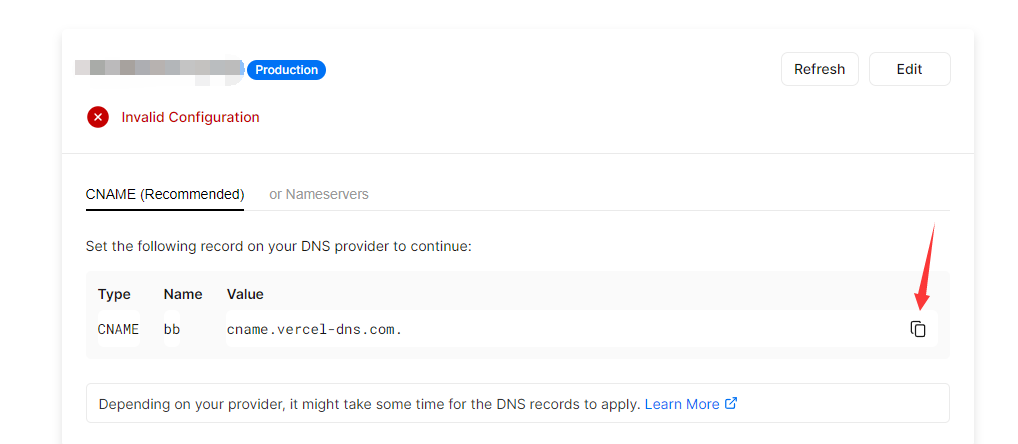 Production
Refresh
Edit
Invalid Configuration
CNAME (Recommended)
or Nameservers
Set the following record on your DNS provider to continue:
Type Name Value
CNAME bb cname.vercel-dns.com.
Depending on your provider, it might take some time for the DNS records to apply. Learn More